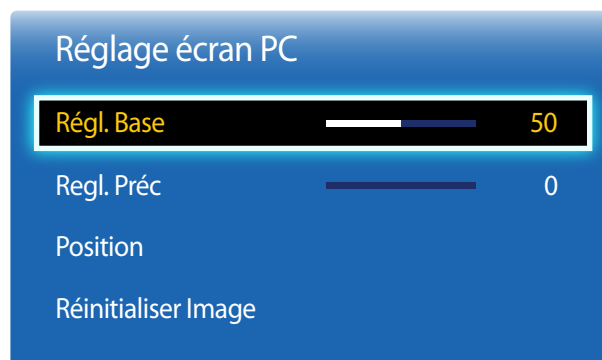 Réglage écran PC
Régl. Base 50
Regl. Préc 0
Position
Réinitialiser Image